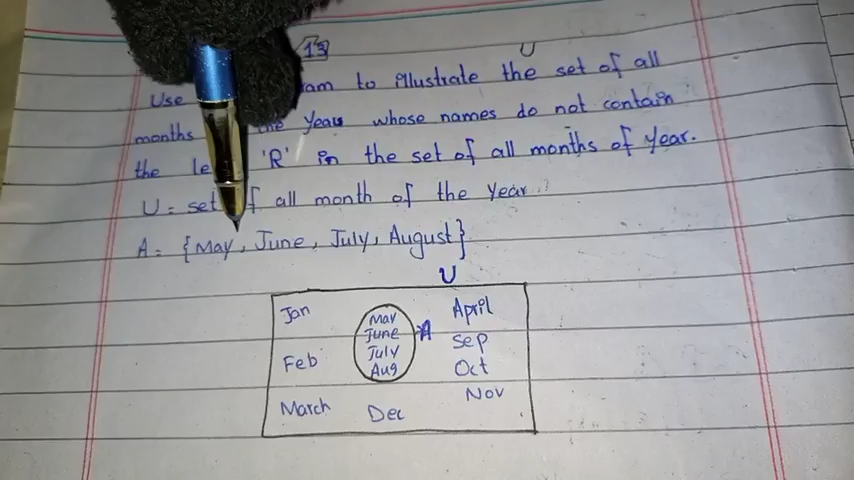 13
U
Use to illustrate the set of all
months the Year whose names do not contain
the 'R' in the set of all months of Year.
U = set of all month of the Year
A = {May, June, July, August}
U
Jan May April
June A Sep
Feb July Oct
Aug Nov
March Dec